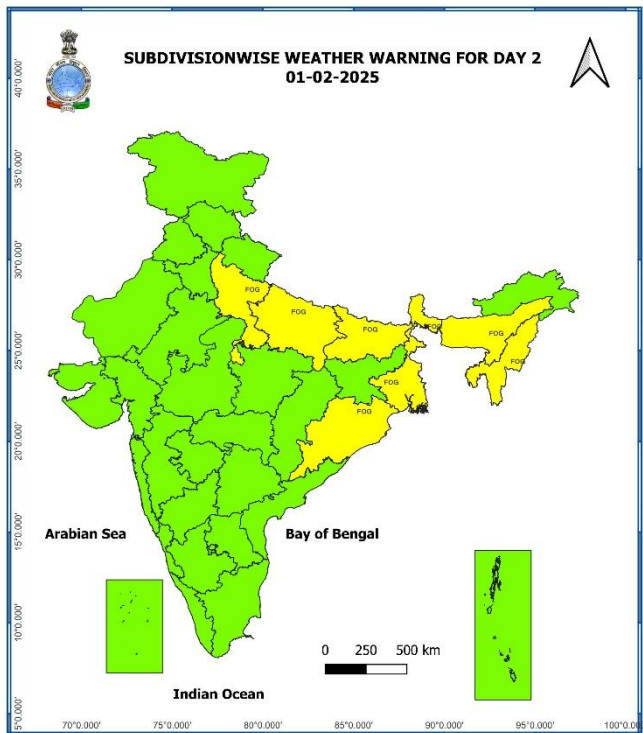 SUBDIVISIONWISE WEATHER WARNING FOR DAY 2
01-02-2025
40°0.000'
35°0.000'
30°0.000'
25°0.000'
20°0.000'
15°0.000'
10°0.000'
5°0.000'
FOG
FOG
FOG
FOG
FOG
FOG
FOG
FOG
Arabian Sea
Bay of Bengal
0 250 500 km
Indian Ocean
70°0.000' 75°0.000' 80°0.000' 85°0.000' 90°0.000' 95°0.000' 100°0.000'